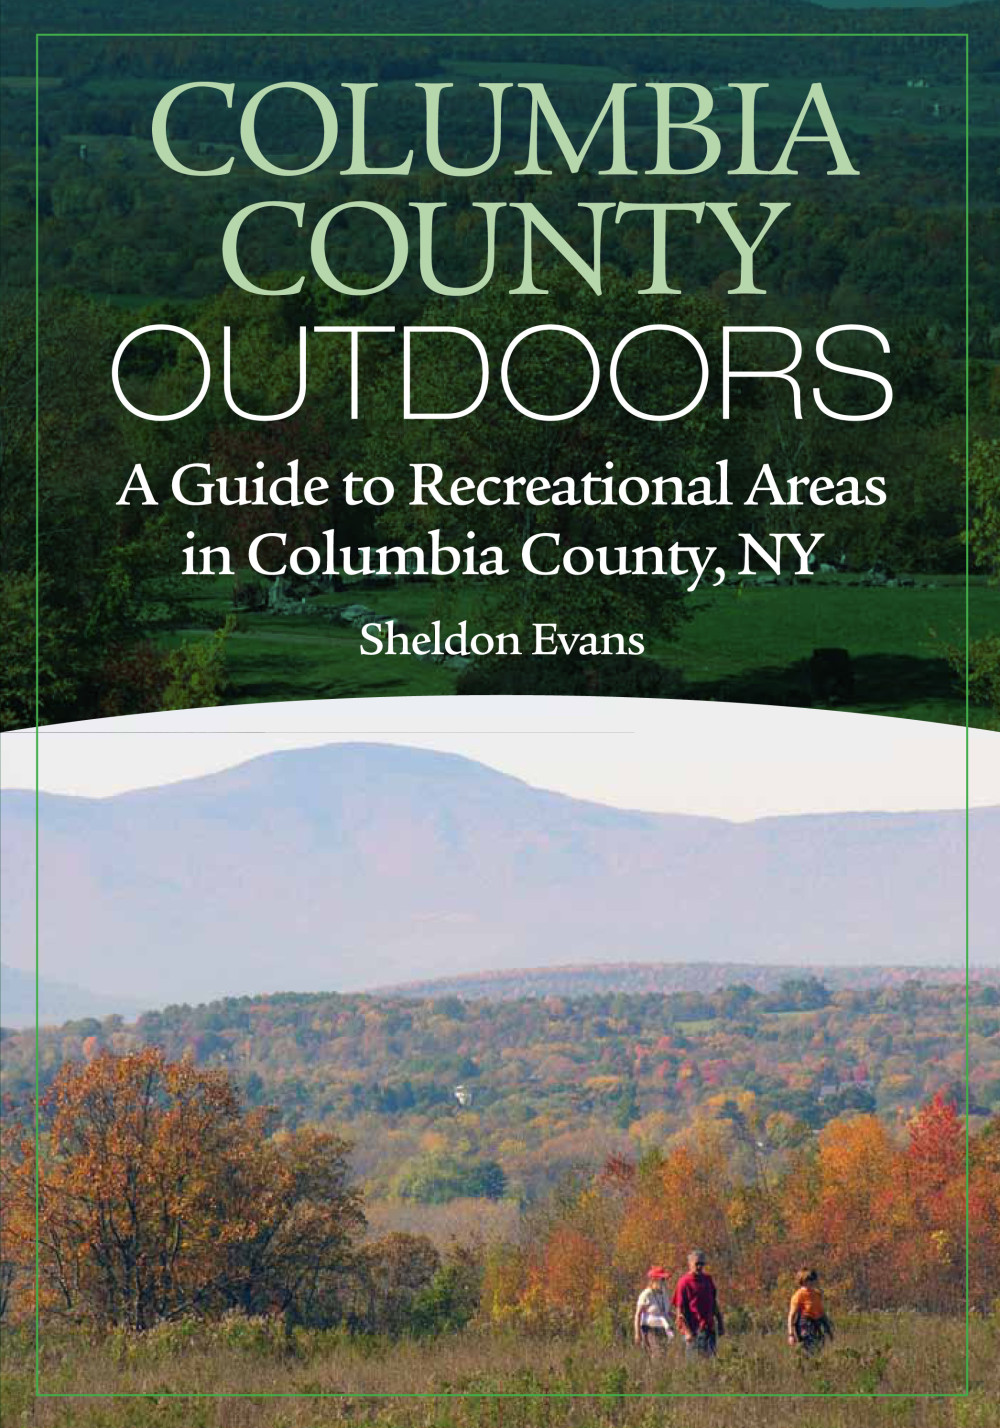 COLUMBIA
COUNTY
OUTDOORS
A Guide to Recreational Areas
in Columbia County, NY
Sheldon Evans